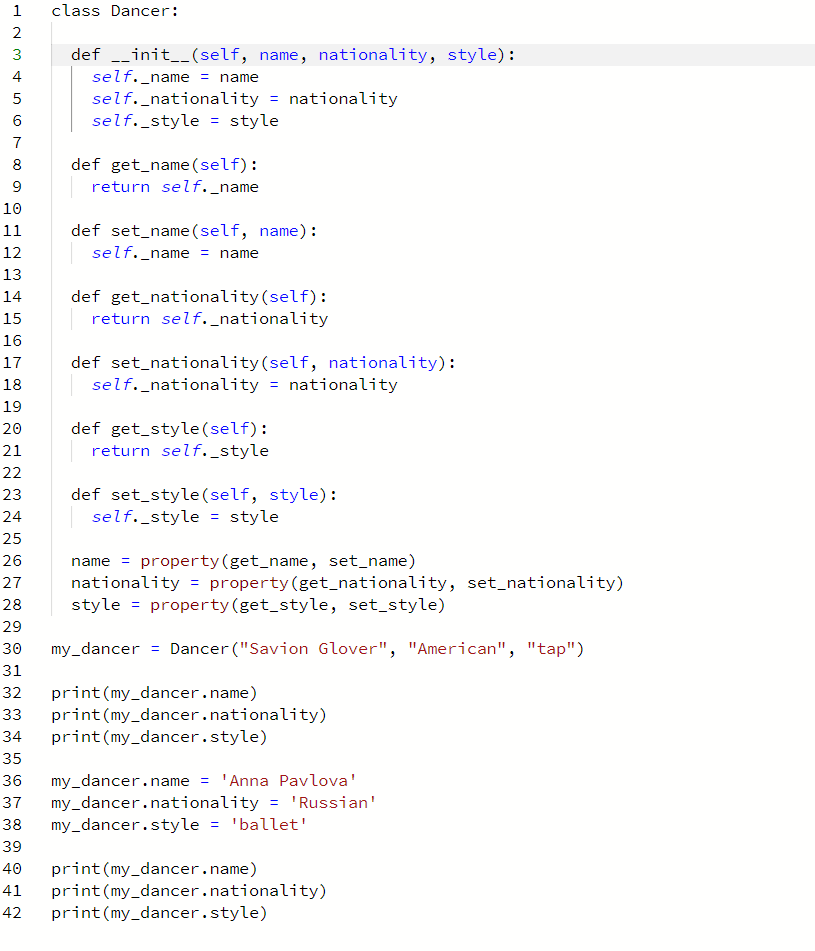 1 class Dancer:
2
3   def __init__(self, name, nationality, style):
4     self._name = name
5     self._nationality = nationality
6     self._style = style
7
8   def get_name(self):
9     return self._name
10
11   def set_name(self, name):
12     self._name = name
13
14   def get_nationality(self):
15     return self._nationality
16
17   def set_nationality(self, nationality):
18     self._nationality = nationality
19
20   def get_style(self):
21     return self._style
22
23   def set_style(self, style):
24     self._style = style
25
26   name = property(get_name, set_name)
27   nationality = property(get_nationality, set_nationality)
28   style = property(get_style, set_style)
29
30 my_dancer = Dancer("Savion Glover", "American", "tap")
31
32 print(my_dancer.name)
33 print(my_dancer.nationality)
34 print(my_dancer.style)
35
36 my_dancer.name = 'Anna Pavlova'
37 my_dancer.nationality = 'Russian'
38 my_dancer.style = 'ballet'
39
40 print(my_dancer.name)
41 print(my_dancer.nationality)
42 print(my_dancer.style)